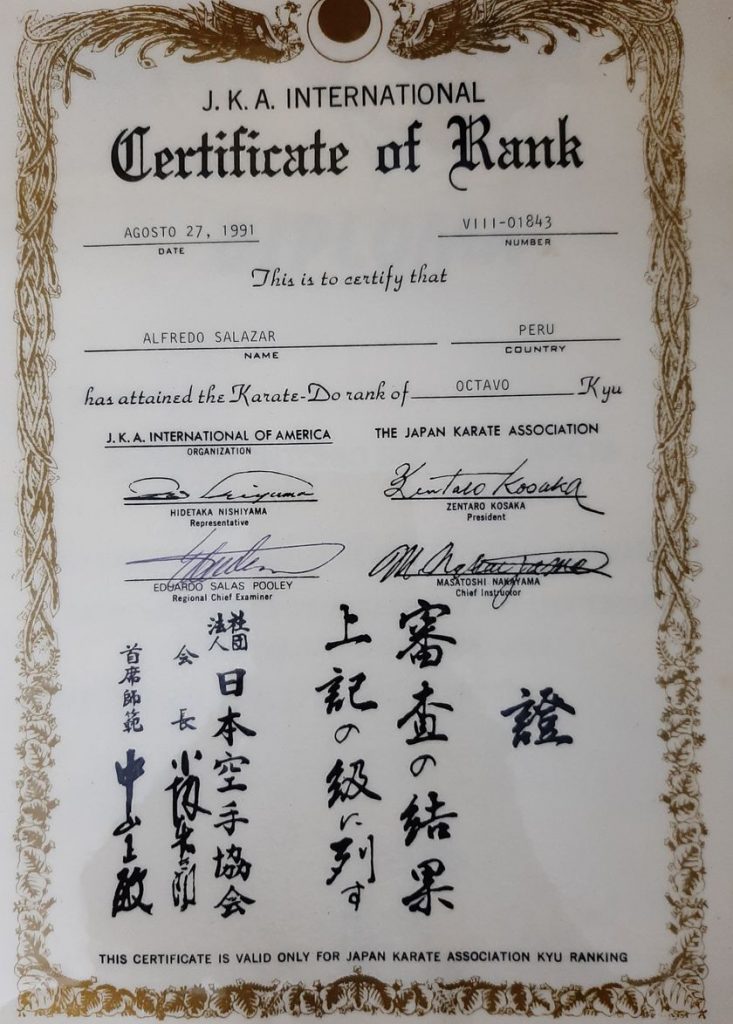 J. K. A. INTERNATIONAL
Certificate of Rank
AGOSTO 27, 1991
DATE
VIII-01843
NUMBER
This is to certify that
ALFREDO SALAZAR
NAME
PERU
COUNTRY
has attained the Karate-Do rank of OCTAVO Kyu
J. K. A. INTERNATIONAL OF AMERICA
ORGANIZATION
THE JAPAN KARATE ASSOCIATION
HIDETAKA NISHIYAMA
Representative
Zentaro Kosaka
ZENTARO KOSAKA
President
EDUARDO SALAS POOLEY
Regional Chief Examiner
M. Nakayama
MASATOSHI NAKAYAMA
Chief Instructor
證
審査の結果
上記の級に列す
社団法人日本空手協会
会長
首席師範 中山正敏
THIS CERTIFICATE IS VALID ONLY FOR JAPAN KARATE ASSOCIATION KYU RANKING